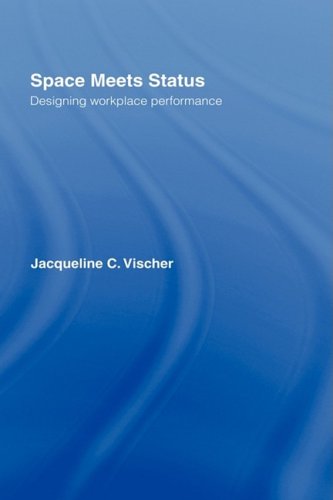 Space Meets Status
Designing workplace performance
Jacqueline C. Vischer